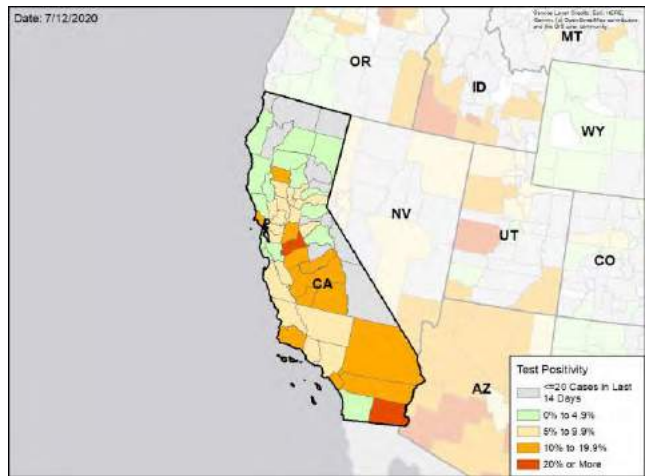 Date: 7/12/2020
MT
OR
ID
WY
NV
UT
CO
CA
AZ
Test Positivity
<=20 Cases in Last
14 Days
0% to 4.9%
5% to 9.9%
10% to 19.9%
20% or More